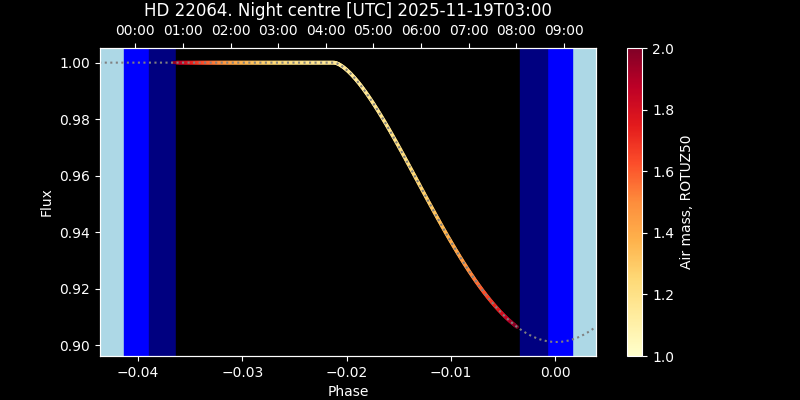 HD 22064. Night centre [UTC] 2025-11-19T03:00
00:00 01:00 02:00 03:00 04:00 05:00 06:00 07:00 08:00 09:00
1.00
0.98
0.96
0.94
0.92
0.90
Flux
−0.04 −0.03 −0.02 −0.01 0.00
Phase
2.0
1.8
1.6
1.4
1.2
1.0
Air mass, ROTUZ50